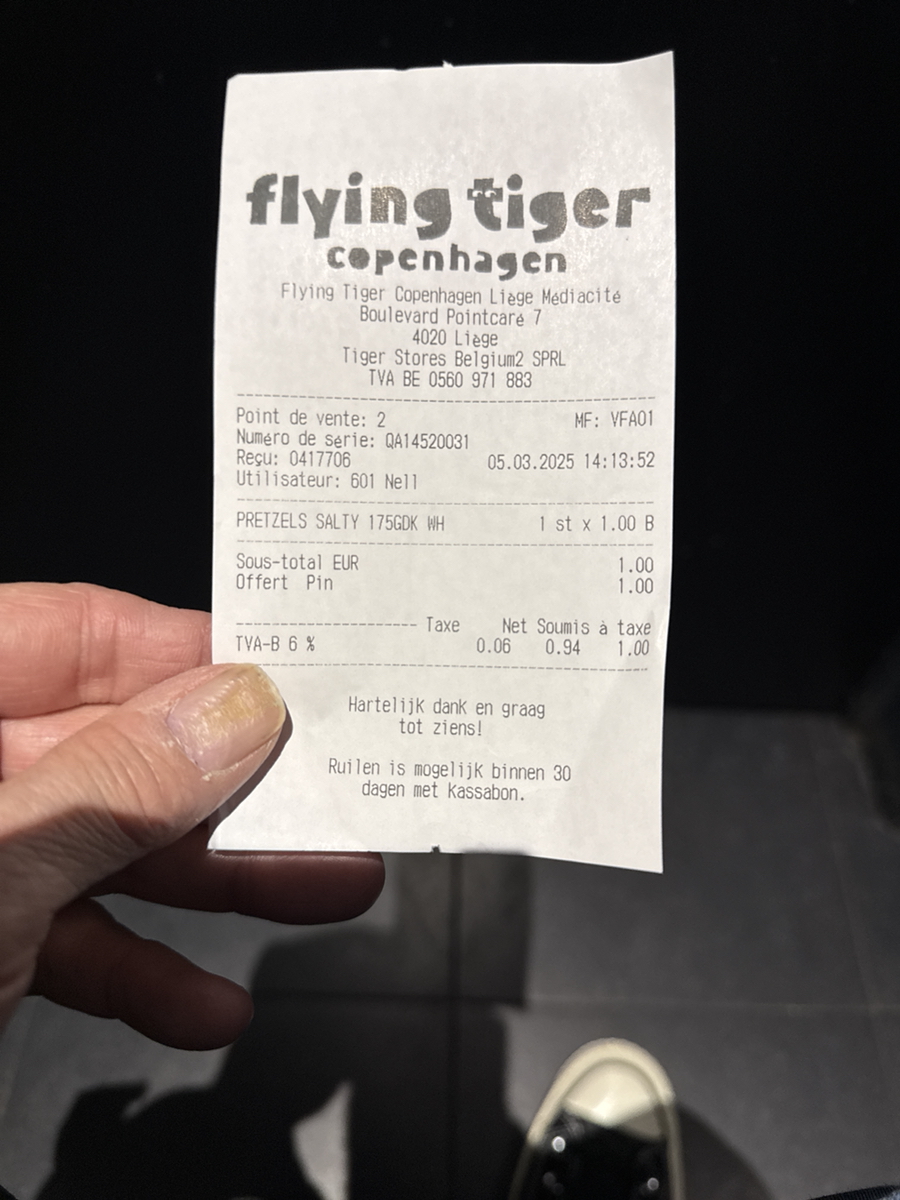 flying tiger
copenhagen
Flying Tiger Copenhagen Liège Médiacité
Boulevard Pointcaré 7
4020 Liège
Tiger Stores Belgium2 SPRL
TVA BE 0560 971 883
Point de vente: 2 MF: VFA01
Numéro de série: QA14520031
Reçu: 0417706 05.03.2025 14:13:52
Utilisateur: 601 Nell
PRETZELS SALTY 175GDK WH 1 st x 1.00 B
Sous-total EUR 1.00
Offert Pin 1.00
Taxe Net Soumis à taxe
TVA-B 6 % 0.06 0.94 1.00
Hartelijk dank en graag
tot ziens!
Ruilen is mogelijk binnen 30
dagen met Kassabon.